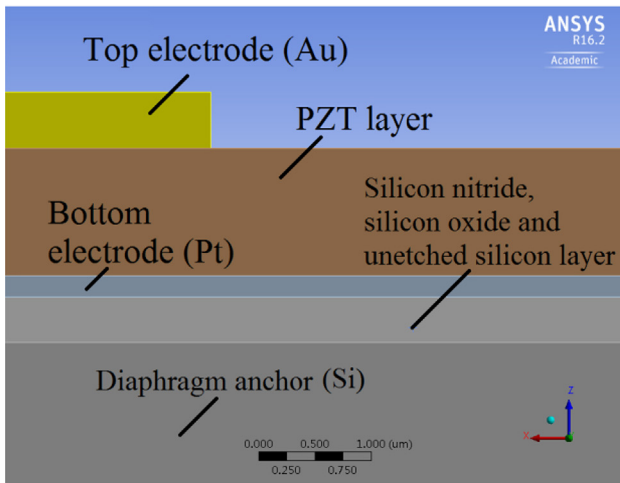 ANSYS
R16.2
Academic
Top electrode (Au)
PZT layer
Silicon nitride,
silicon oxide and
unetched silicon layer
Bottom
electrode (Pt)
Diaphragm anchor (Si)
0.000 0.500 1.000 (um)
0.250 0.750
Z
X